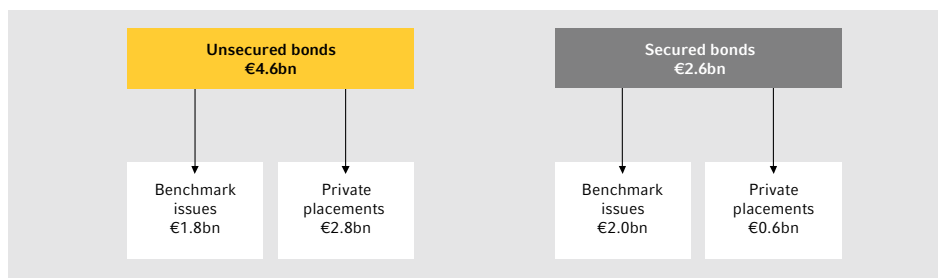 Unsecured bonds
€4.6bn
Secured bonds
€2.6bn
Benchmark
issues
€1.8bn
Private
placements
€2.8bn
Benchmark
issues
€2.0bn
Private
placements
€0.6bn